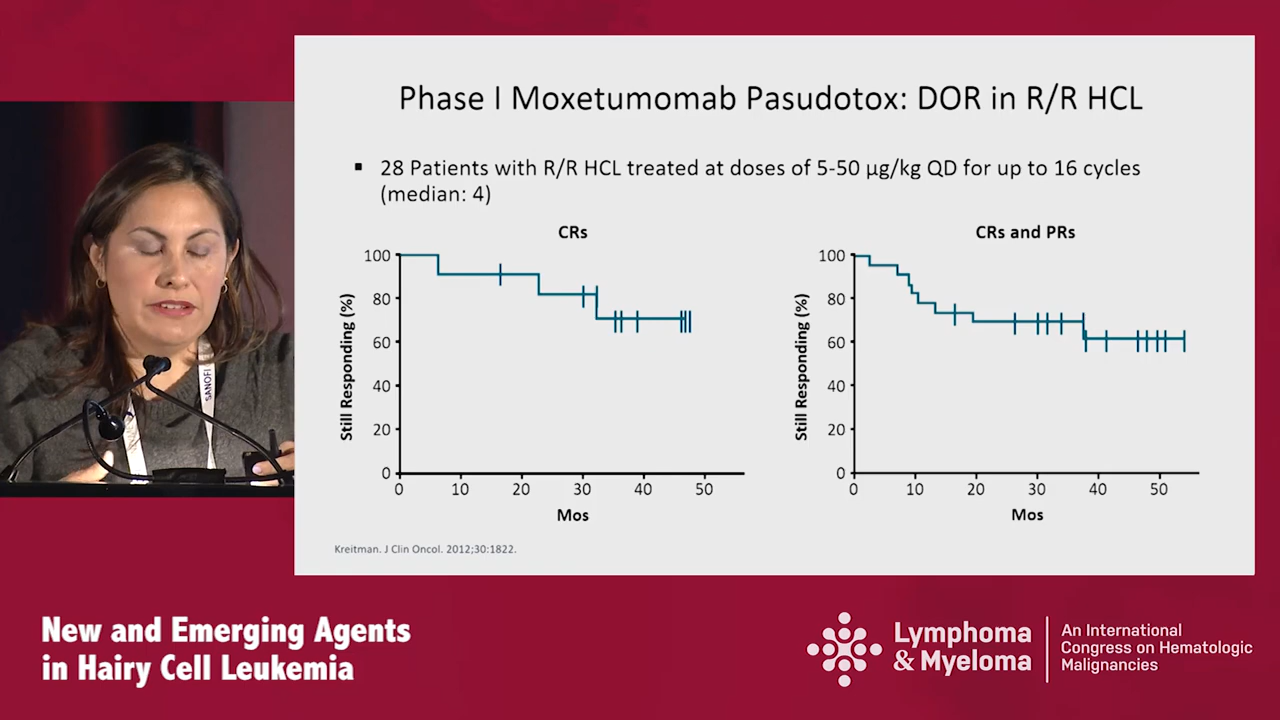 Phase I Moxetumomab Pasudotox: DOR in R/R HCL
▪ 28 Patients with R/R HCL treated at doses of 5-50 µg/kg QD for up to 16 cycles
(median: 4)
CRs
100
80
60
40
20
0
Still Responding (%)
0 10 20 30 40 50
Mos
CRs and PRs
100
80
60
40
20
0
Still Responding (%)
0 10 20 30 40 50
Mos
Kreitman. J Clin Oncol. 2012;30:1822.
SANOFI
New and Emerging Agents
in Hairy Cell Leukemia
Lymphoma
& Myeloma
An International
Congress on Hematologic
Malignancies